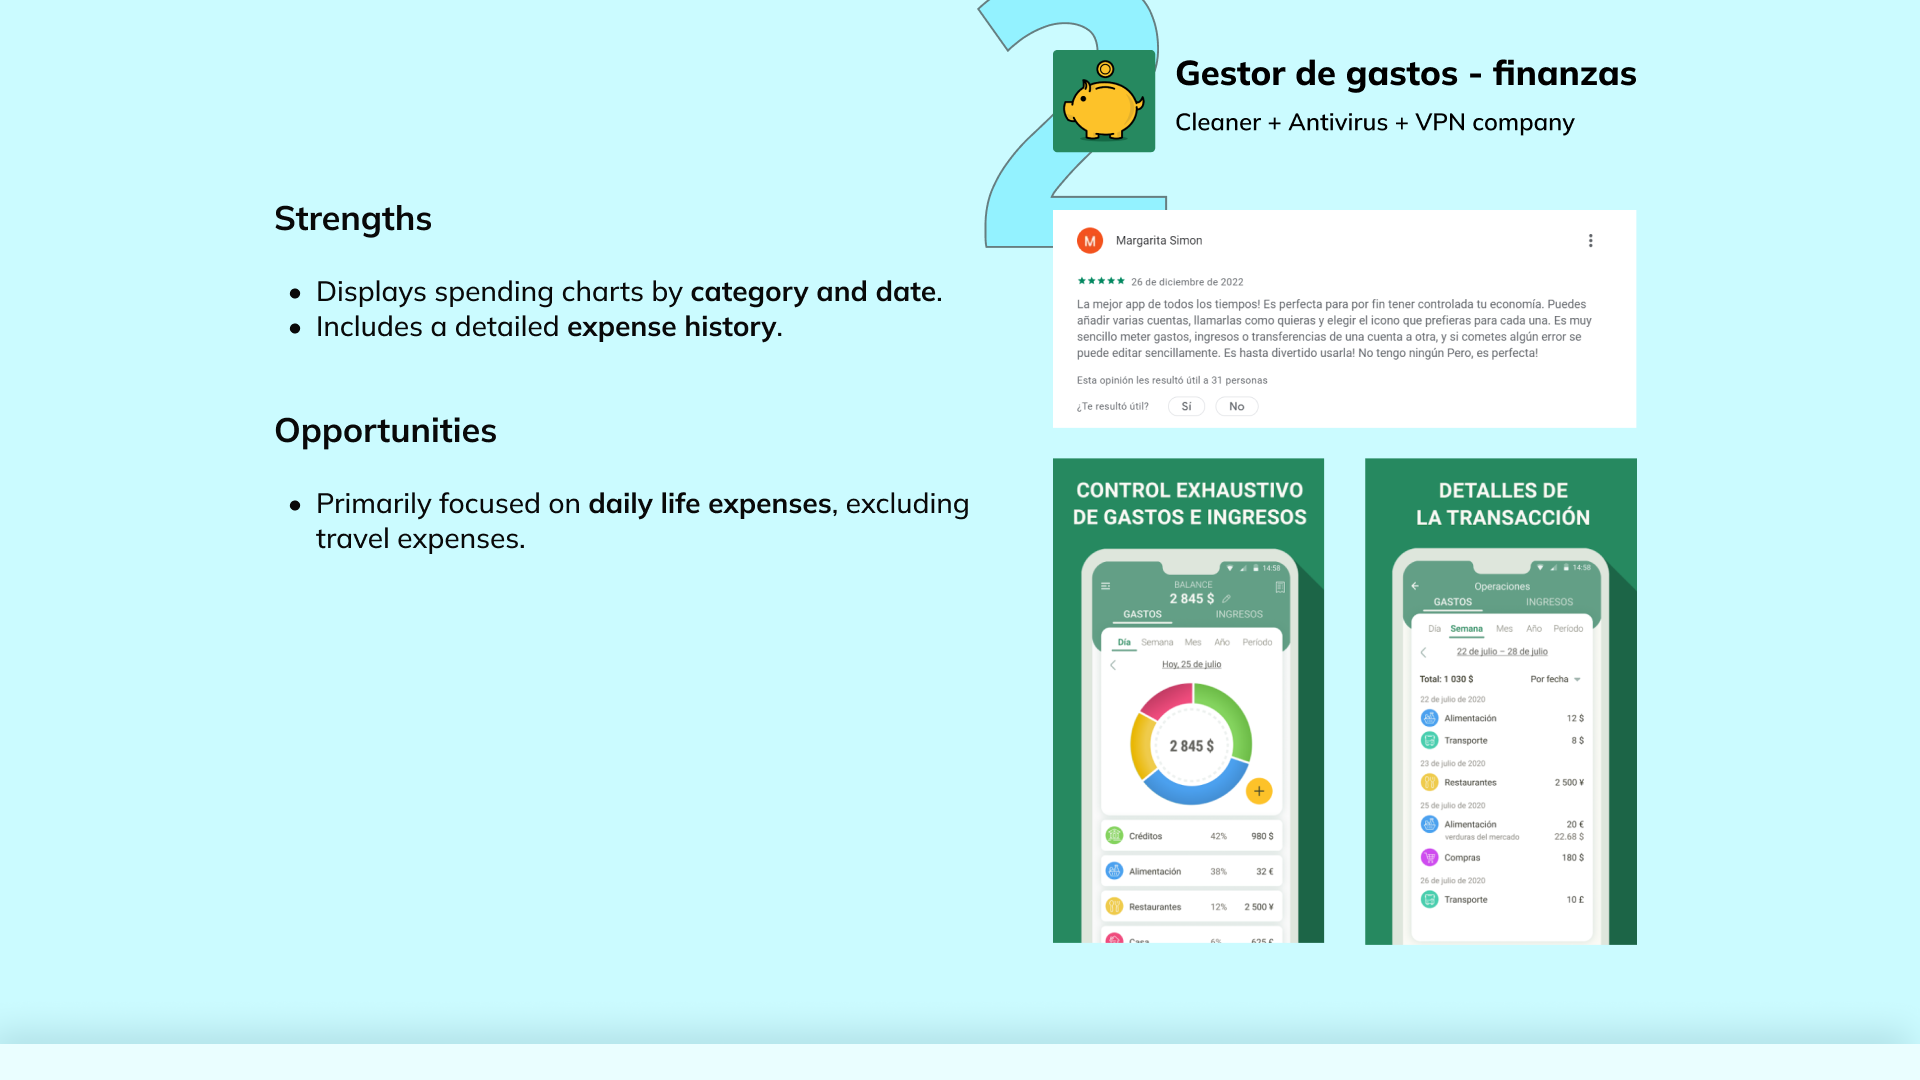 2
Gestor de gastos - finanzas
Cleaner + Antivirus + VPN company
Strengths
• Displays spending charts by category and date.
• Includes a detailed expense history.
Opportunities
• Primarily focused on daily life expenses, excluding
travel expenses.
M Margarita Simon
26 de diciembre de 2022
La mejor app de todos los tiempos! Es perfecta para por fin tener controlada tu economía. Puedes
añadir varias cuentas, llamarlas como quieras y elegir el icono que prefieras para cada una. Es muy
sencillo meter gastos, ingresos o transferencias de una cuenta a otra, y si cometes algún error se
puede editar sencillamente. Es hasta divertido usarla! No tengo ningún Pero, es perfecta!
Esta opinión les resultó útil a 31 personas
¿Te resultó útil? Sí No
CONTROL EXHAUSTIVO
DE GASTOS E INGRESOS
14:58
BALANCE
2 845 $
GASTOS INGRESOS
Día Semana Mes Año Período
Hoy, 25 de julio
2 845 $
+
Créditos 42% 980 $
Alimentación 38% 32 €
Restaurantes 12% 2 500 ¥
Casa 6% 625 €
DETALLES DE
LA TRANSACCIÓN
14:58
Operaciones
GASTOS INGRESOS
Día Semana Mes Año Período
22 de julio – 28 de julio
Total: 1 030 $ Por fecha
22 de julio de 2020
Alimentación 12 $
Transporte 8 $
23 de julio de 2020
Restaurantes 2 500 ¥
25 de julio de 2020
Alimentación 20 €
verduras del mercado 22.68 $
Compras 180 $
26 de julio de 2020
Transporte 10 £